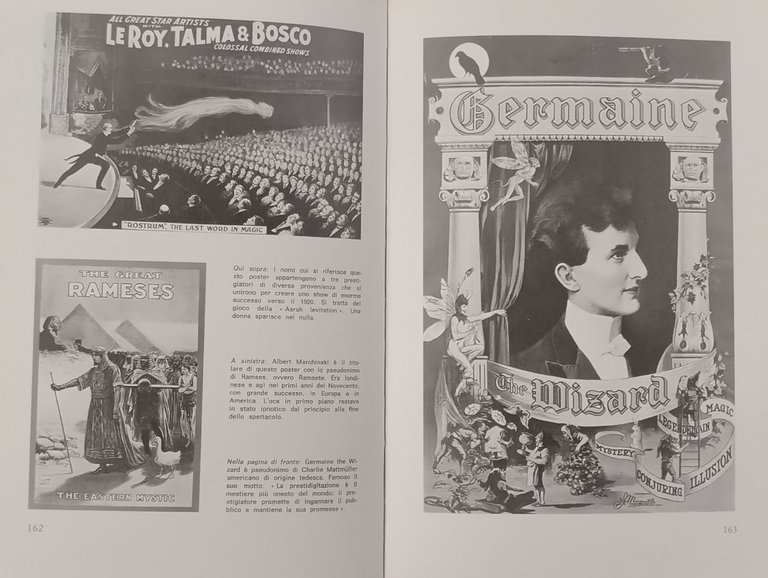 ALL GREAT STAR ARTISTS
WITH
LEROY, TALMA & BOSCO
COLOSSAL COMBINED SHOWS
"ROSTRUM", THE LAST WORD IN MAGIC
THE GREAT
RAMESES
THE EASTERN MYSTIC
Qui sopra: I nomi cui si riferisce que-
sto poster appartengono a tre presti-
giatori di diversa provenienza che si
unirono per creare uno show di enorme
successo verso il 1920. Si tratta del
gioco della « Asrah levitation ». Una
donna sparisce nel nulla.
A sinistra: Albert Marchinski è il tito-
lare di questo poster con lo pseudonimo
di Ramses, ovvero Ramsete. Era londi-
nese e agì nei primi anni del Novecento,
con grande successo, in Europa e in
America. L'oca in primo piano restava
in stato ipnotico dal principio alla fine
dello spettacolo.
Nella pagina di fronte: Germaine the Wi-
zard è pseudonimo di Charlie Mattmüller
americano di origine tedesca. Famoso il
suo motto: « La prestidigitazione è il
mestiere più onesto del mondo: il pre-
stigiatore promette di ingannare il pub-
blico e mantiene la sua promessa ».
162
Germaine
The Wizard
MAGIC
LEGERDEMAIN
MYSTERY
CONJURING
ILLUSION
163